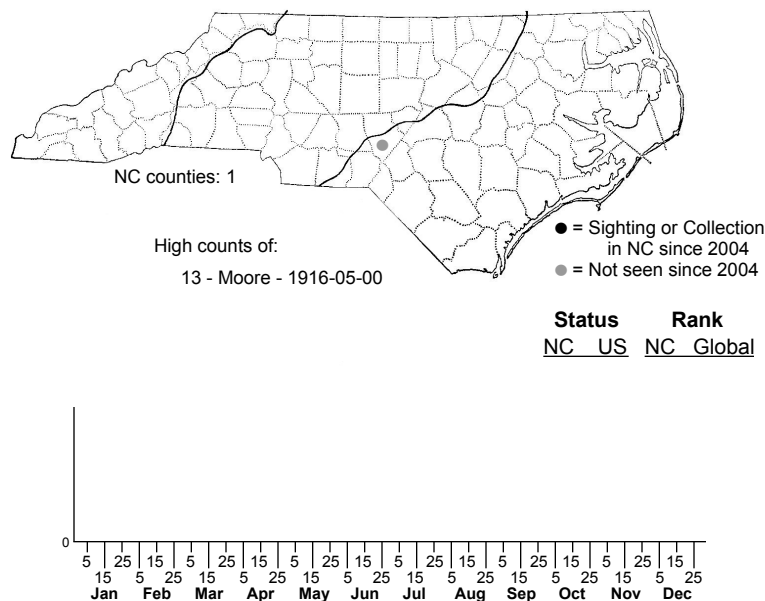 NC counties: 1
High counts of:
13 - Moore - 1916-05-00
● = Sighting or Collection
in NC since 2004
● = Not seen since 2004
Status Rank
NC US NC Global
0
5 15 25 5 15 25 5 15 25 5 15 25 5 15 25 5 15 25 5 15 25 5 15 25 5 15 25 5 15 25 5 15 25 5 15 25
Jan Feb Mar Apr May Jun Jul Aug Sep Oct Nov Dec